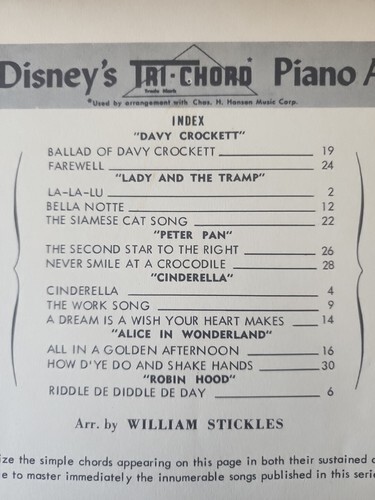 Disney's TRI-CHORD* Piano A
Trade Mark
*Used by arrangement with Chas. H. Hansen Music Corp.
INDEX
"DAVY CROCKETT"
BALLAD OF DAVY CROCKETT 19
FAREWELL 24
"LADY AND THE TRAMP"
LA-LA-LU 2
BELLA NOTTE 12
THE SIAMESE CAT SONG 22
"PETER PAN"
THE SECOND STAR TO THE RIGHT 26
NEVER SMILE AT A CROCODILE 28
"CINDERELLA"
CINDERELLA 4
THE WORK SONG 9
A DREAM IS A WISH YOUR HEART MAKES 14
"ALICE IN WONDERLAND"
ALL IN A GOLDEN AFTERNOON 16
HOW D'YE DO AND SHAKE HANDS 30
"ROBIN HOOD"
RIDDLE DE DIDDLE DE DAY 6
Arr. by WILLIAM STICKLES
ize the simple chords appearing on this page in both their sustained
e to master immediately the innumerable songs published in this serie